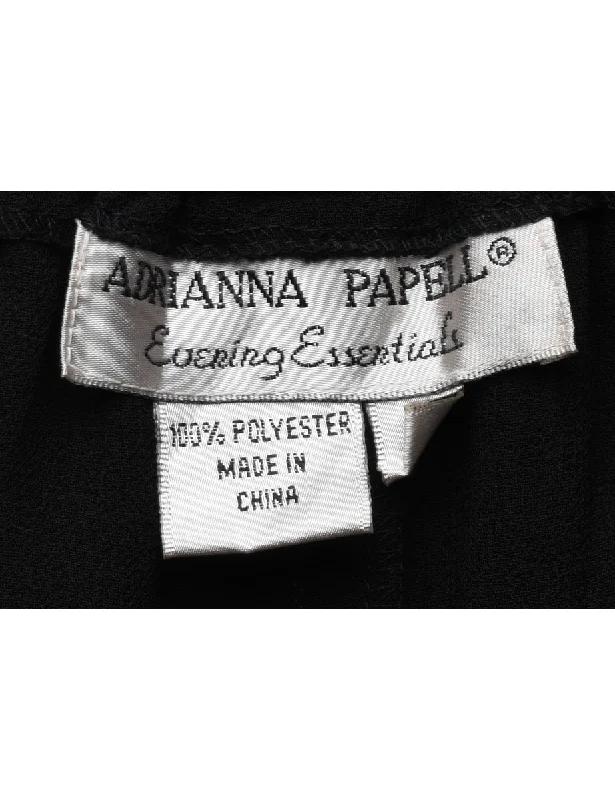 ADRIANNA PAPELL®
Evening Essentials
100% POLYESTER
MADE IN
CHINA